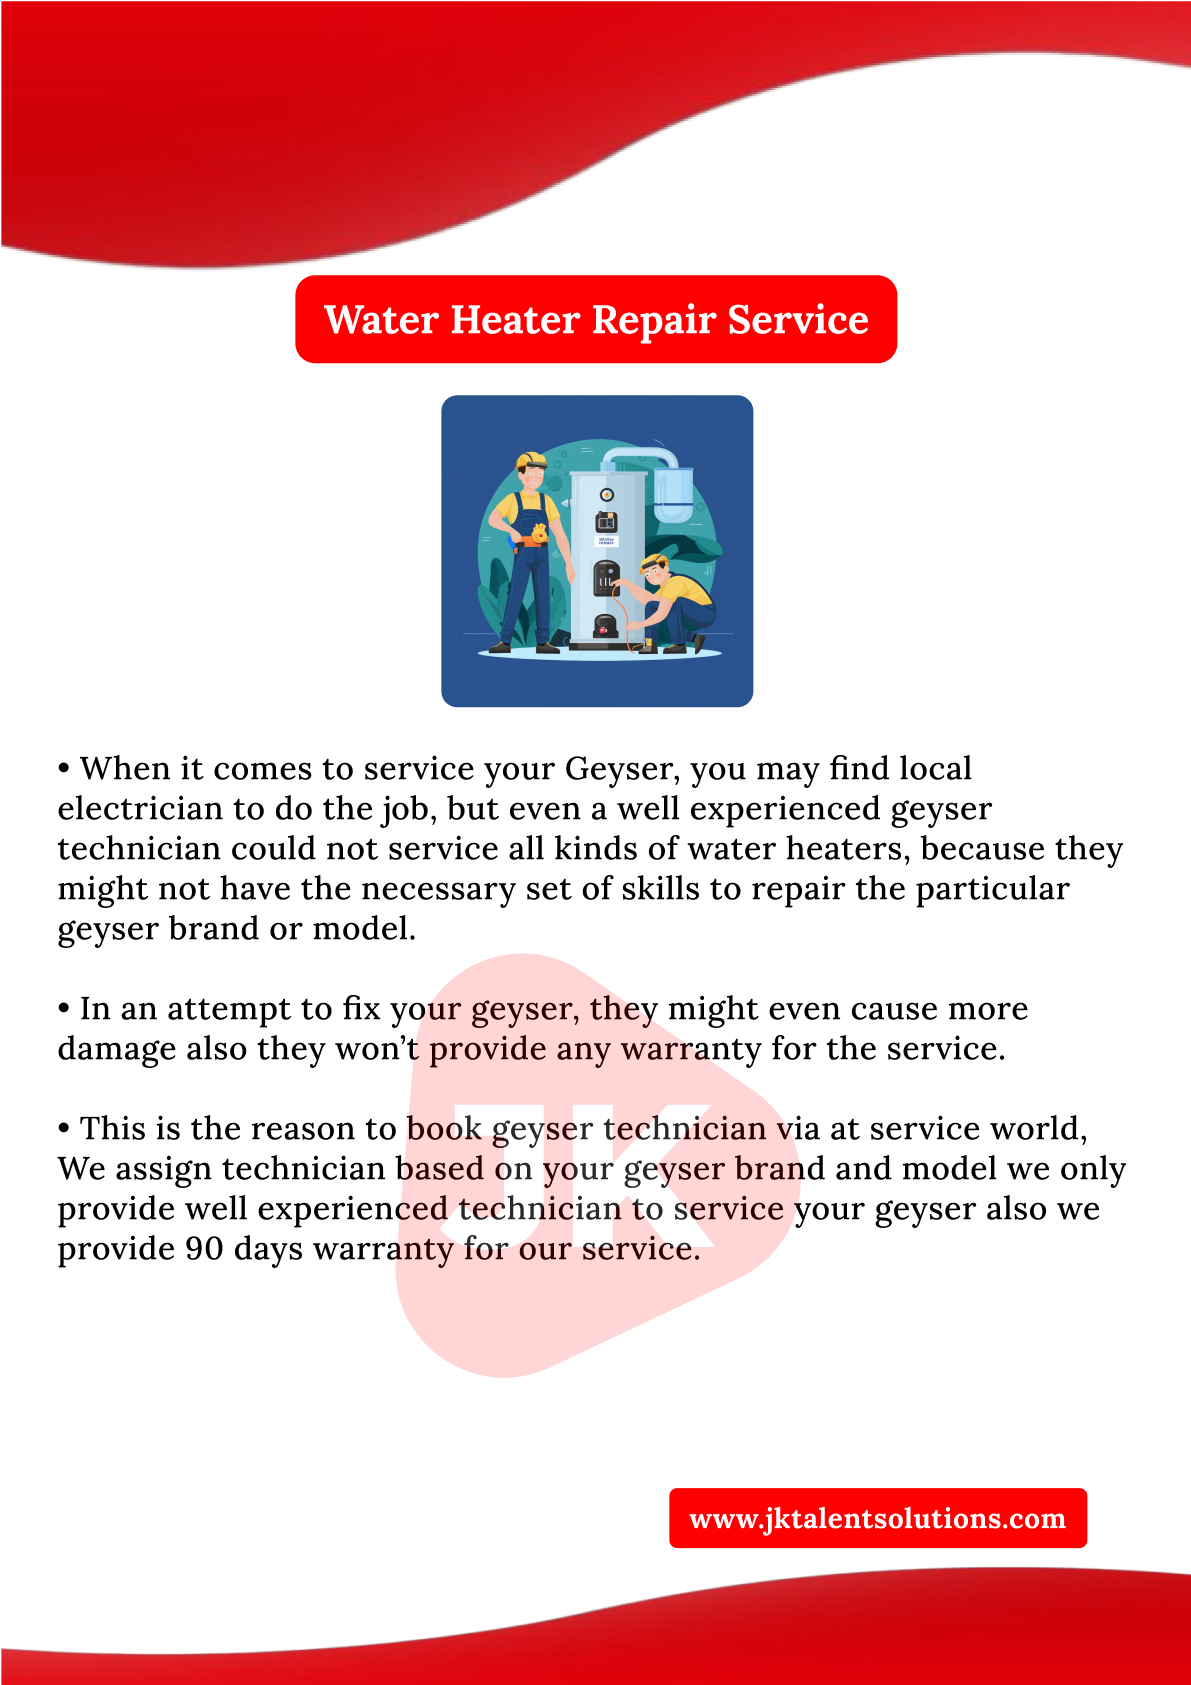 Water Heater Repair Service
Water
heater
• When it comes to service your Geyser, you may find local
electrician to do the job, but even a well experienced geyser
technician could not service all kinds of water heaters, because they
might not have the necessary set of skills to repair the particular
geyser brand or model.
• In an attempt to fix your geyser, they might even cause more
damage also they won’t provide any warranty for the service.
• This is the reason to book geyser technician via at service world,
We assign technician based on your geyser brand and model we only
provide well experienced technician to service your geyser also we
provide 90 days warranty for our service.
JK
www.jktalentsolutions.com